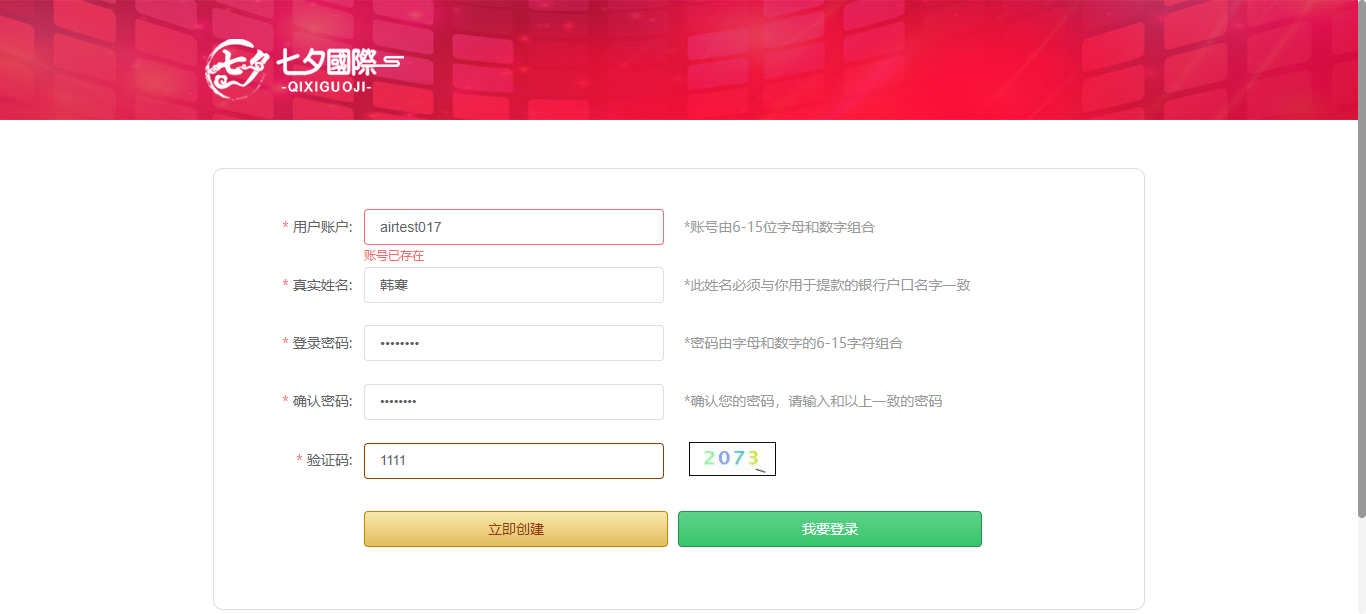 七夕 七夕國際
-QIXIGUOJI-
* 用户账户: airtest017 *账号由6-15位字母和数字组合
账号已存在
* 真实姓名: 韩寒 *此姓名必须与你用于提款的银行户口名字一致
* 登录密码: •••••••• *密码由字母和数字的6-15字符组合
* 确认密码: •••••••• *确认您的密码，请输入和以上一致的密码
* 验证码: 1111 2073
立即创建 我要登录